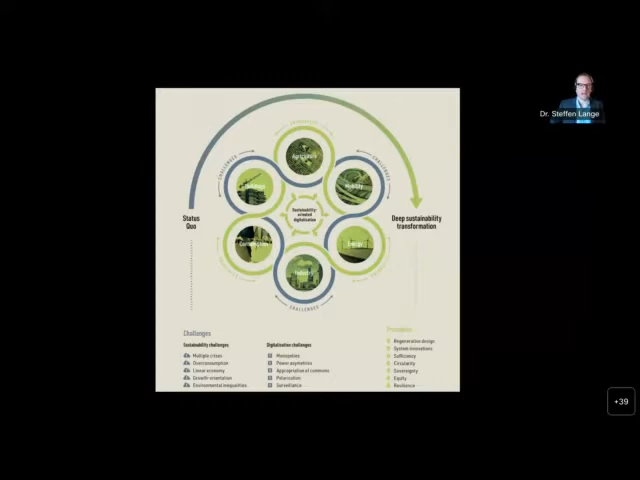 Dr. Steffen Lange
Agriculture
CHALLENGES
CHALLENGES
Buildings
Mobility
Sustainability-
oriented
digitalisation
Status
Quo
Deep sustainability
transformation
Consumption
Energy
Industry
CHALLENGES
Challenges
Principles
Sustainability challenges
Digitalisation challenges
Multiple crises
Overconsumption
Linear economy
Growth-orientation
Environmental inequalities
Monopolies
Power asymmetries
Appropriation of commons
Polarisation
Surveillance
Regenerative design
System innovations
Sufficiency
Circularity
Sovereignty
Equity
Resilience
+39